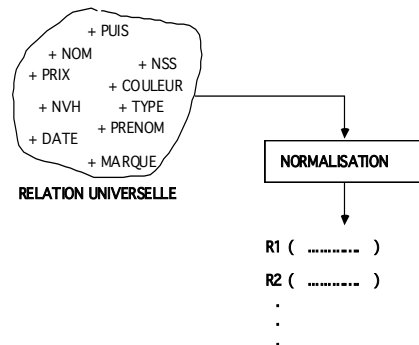 + PUIS
+ NOM
+ NSS
+ PRIX
+ COULEUR
+ NVH
+ TYPE
+ PRENOM
+ DATE
+ MARQUE
RELATION UNIVERSELLE
NORMALISATION
R1 ( ............ )
R2 ( ............ )
.
.
.